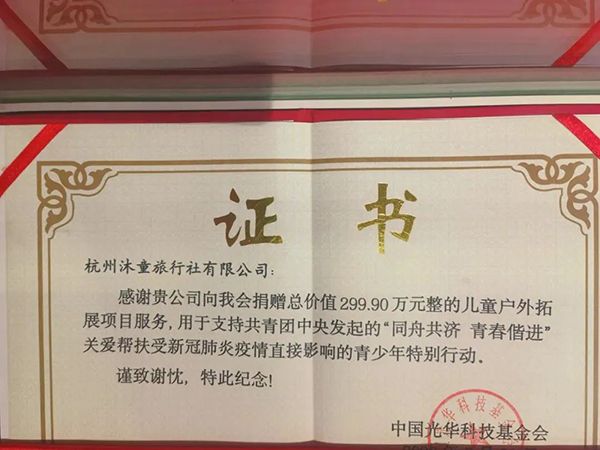 证 书
杭州沐童旅行社有限公司:
感谢贵公司向我会捐赠总价值299.90万元整的儿童户外拓
展项目服务,用于支持共青团中央发起的“同舟共济 青春偕进”
关爱帮扶受新冠肺炎疫情直接影响的青少年特别行动。
谨致谢忱,特此纪念!
中国光华科技基金会